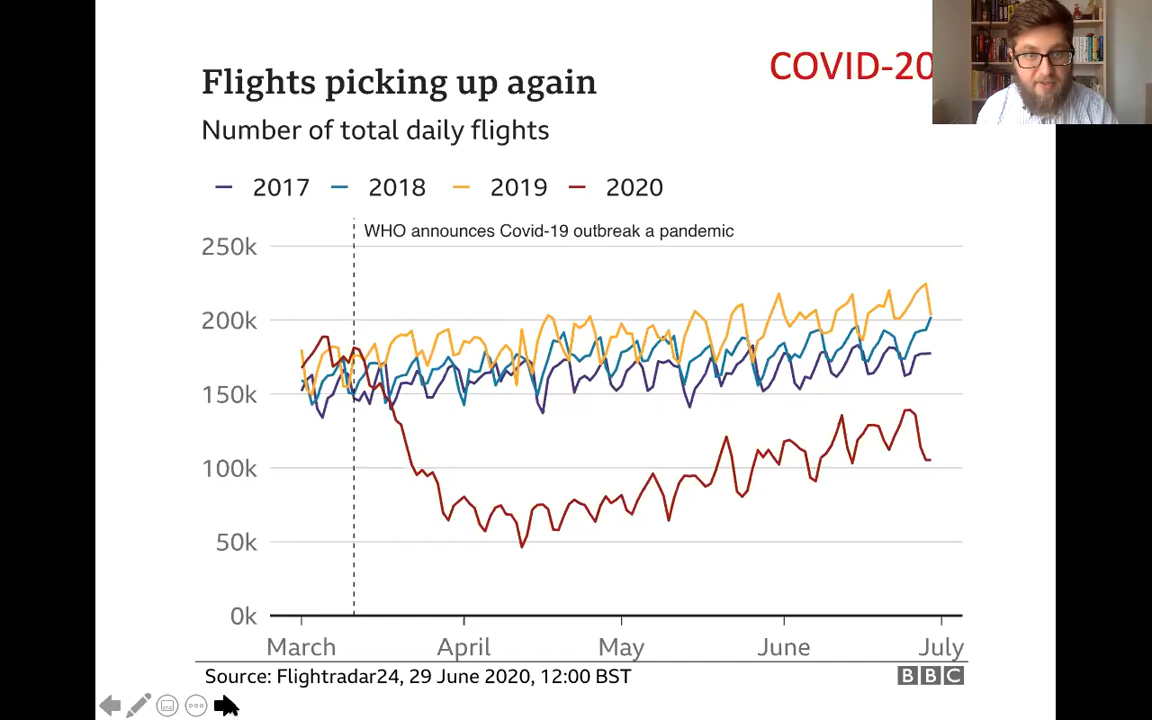 COVID-20
Flights picking up again
Number of total daily flights
2017 2018 2019 2020
WHO announces Covid-19 outbreak a pandemic
250k
200k
150k
100k
50k
0k
March April May June July
Source: Flightradar24, 29 June 2020, 12:00 BST
BBC